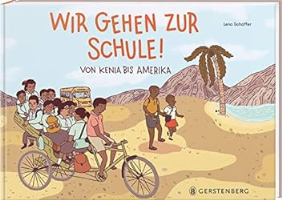 Lena Schaffer
WIR GEHEN ZUR
SCHULE!
VON KENIA BIS AMERIKA
GERSTENBERG